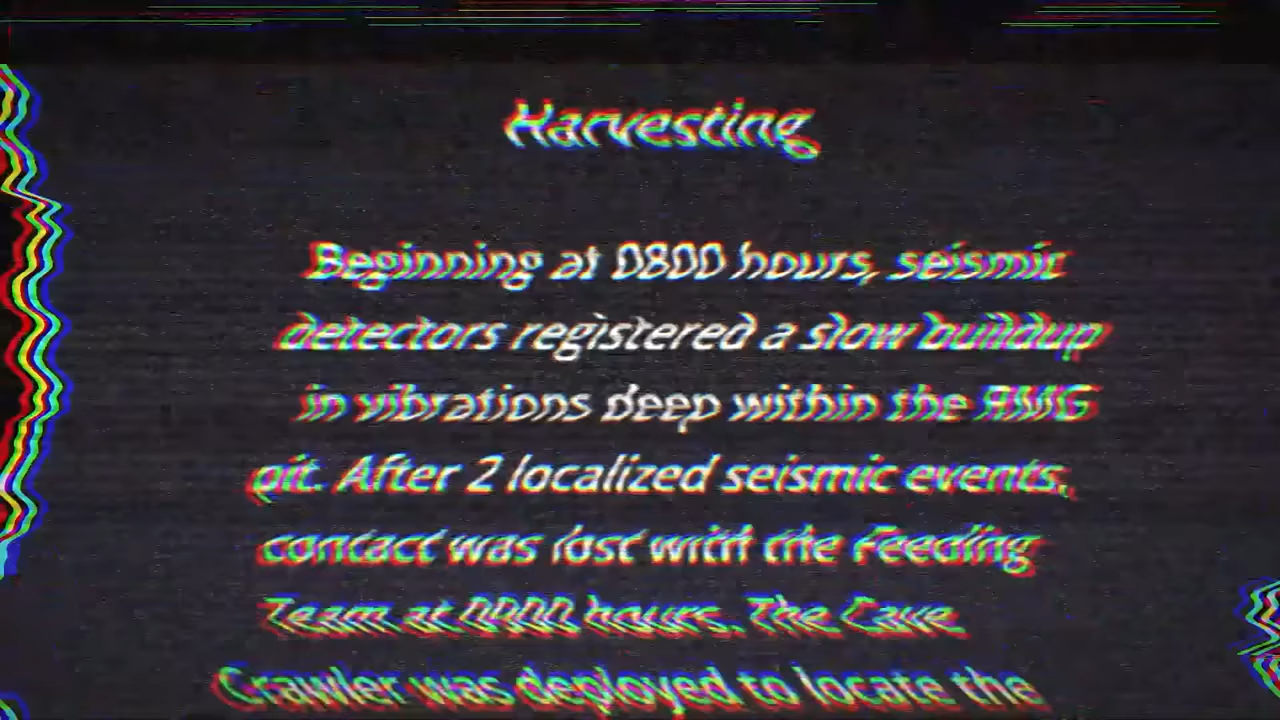 Harvesting
Beginning at 0800 hours, seismic
detectors registered a slow buildup
in vibrations deep within the RMG
pit. After 2 localized seismic events,
contact was lost with the Feeding
Team at hours. The Cave
Crawler was deployed to locate the